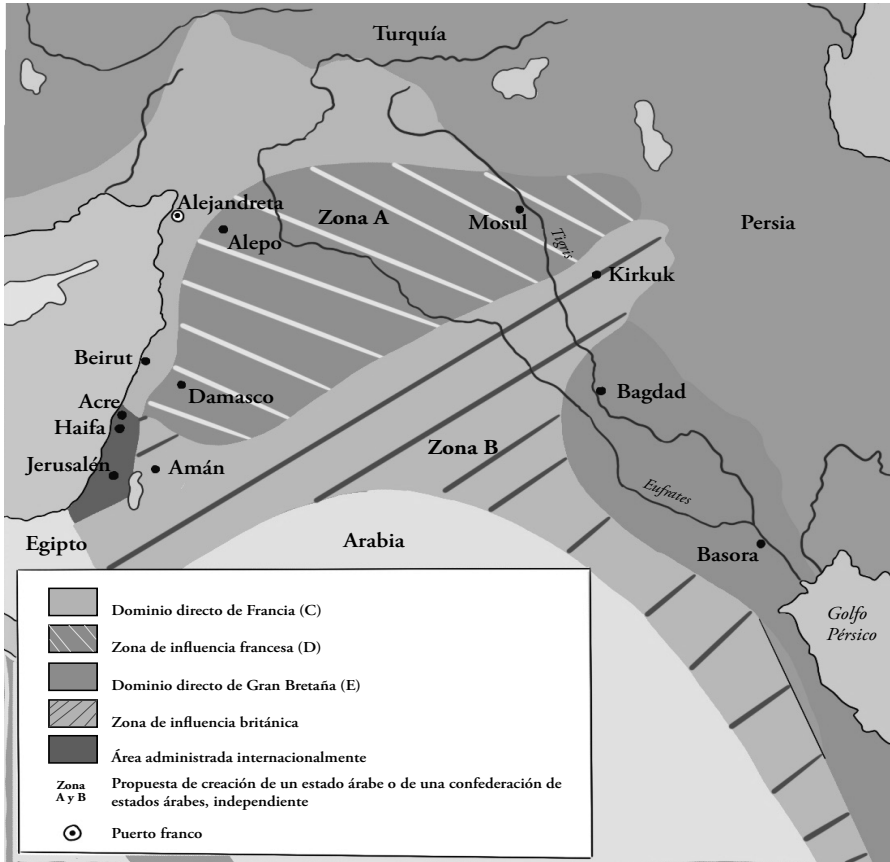 Turquía
Alejandreta
Zona A
Alepo
Mosul
Tigris
Persia
Kirkuk
Beirut
Damasco
Bagdad
Acre
Haifa
Zona B
Jerusalén
Amán
Eufrates
Egipto
Arabia
Basora
Golfo
Pérsico
Dominio directo de Francia (C)
Zona de influencia francesa (D)
Dominio directo de Gran Bretaña (E)
Zona de influencia británica
Área administrada internacionalmente
Zona
A y B
Propuesta de creación de un estado árabe o de una confederación de
estados árabes, independiente
Puerto franco